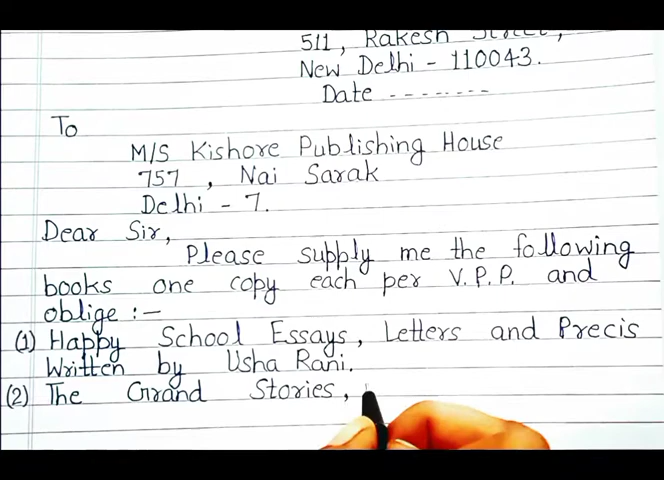 511, Rakesh Street,
New Delhi - 110043.
Date --------
To
M/S Kishore Publishing House
757, Nai Sarak
Delhi - 7.
Dear Sir,
Please supply me the following
books one copy each per V.P.P. and
oblige :-
(1) Happy School Essays, Letters and Precis
Written by Usha Rani.
(2) The Grand Stories,